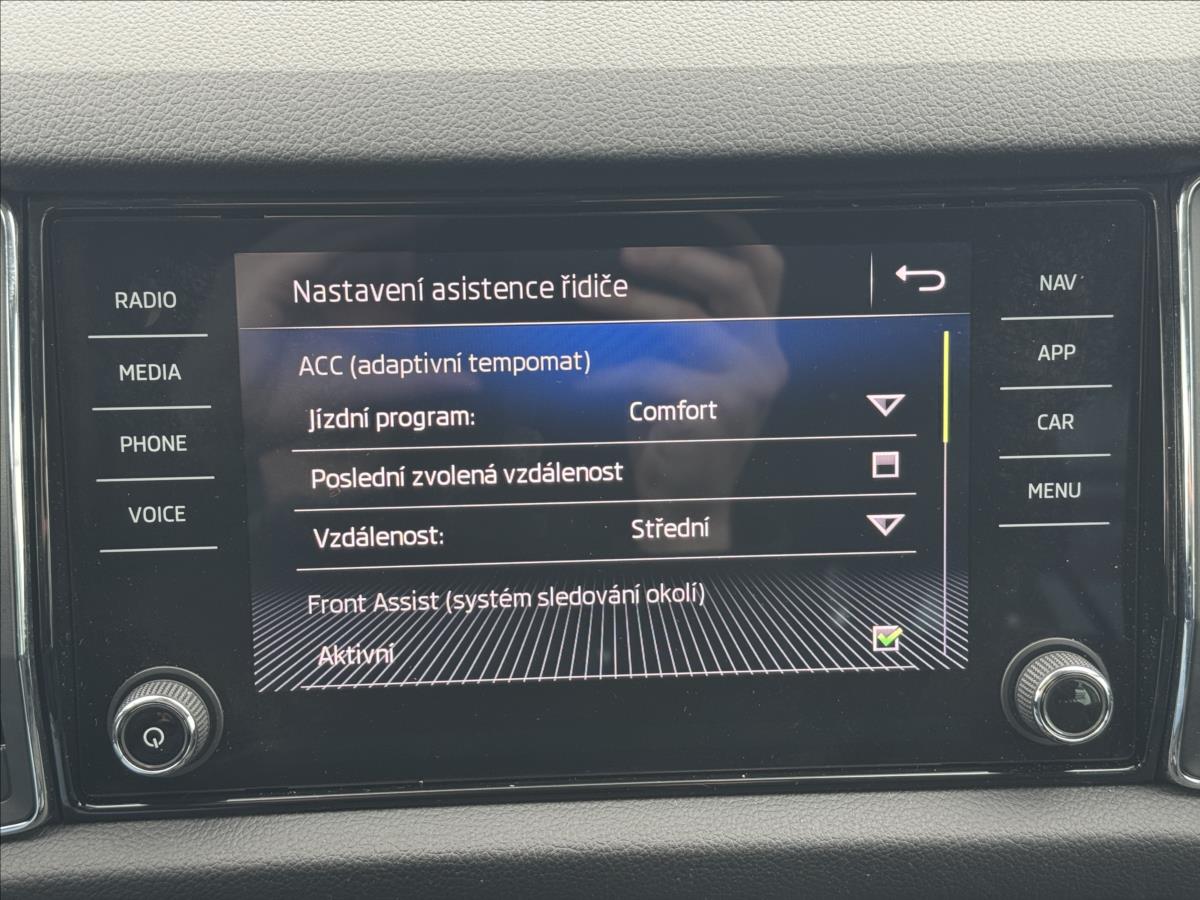 RADIO
MEDIA
PHONE
VOICE
Nastavení asistence řidiče
ACC (adaptivní tempomat)
Jízdní program: Comfort
Poslední zvolená vzdálenost
Vzdálenost: Střední
Front Assist (systém sledování okolí)
Aktivní
NAV
APP
CAR
MENU